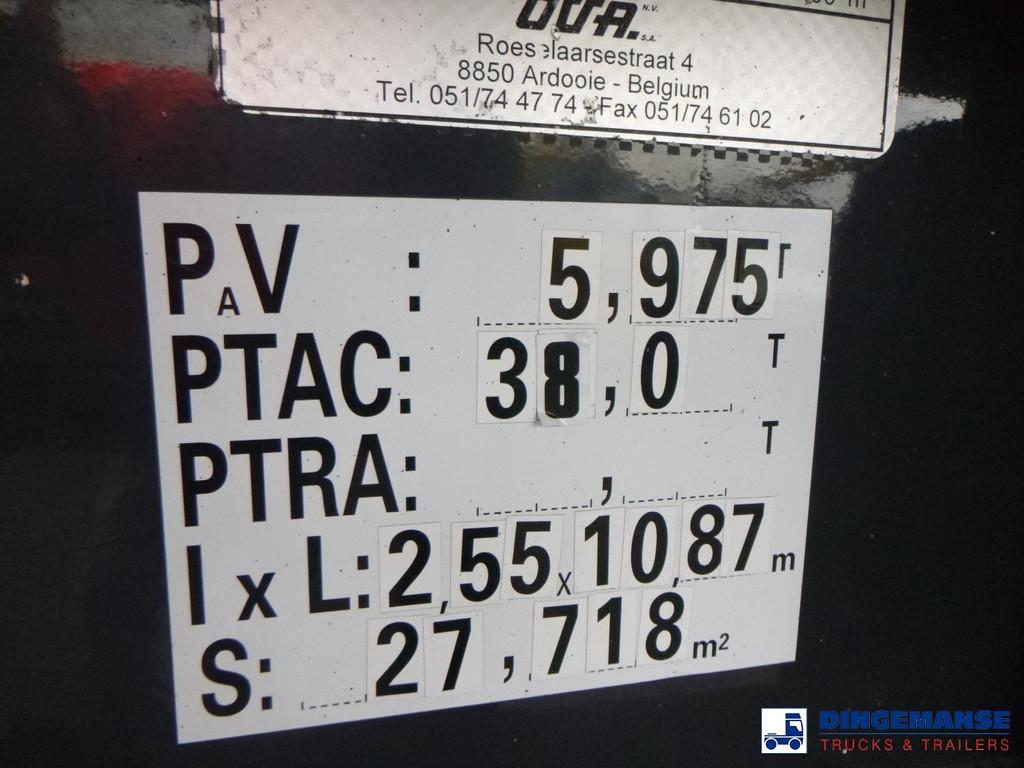 OVA. N.V. S.A.
Roeselaarsestraat 4
8850 Ardooie - Belgium
Tel. 051/74 47 74 - Fax 051/74 61 02
PAV : 5,975 T
PTAC: 38,0 T
PTRA: , T
l x L: 2,55 x 10,87 m
S: 27,718 m²
DINGEMANSE
TRUCKS & TRAILERS